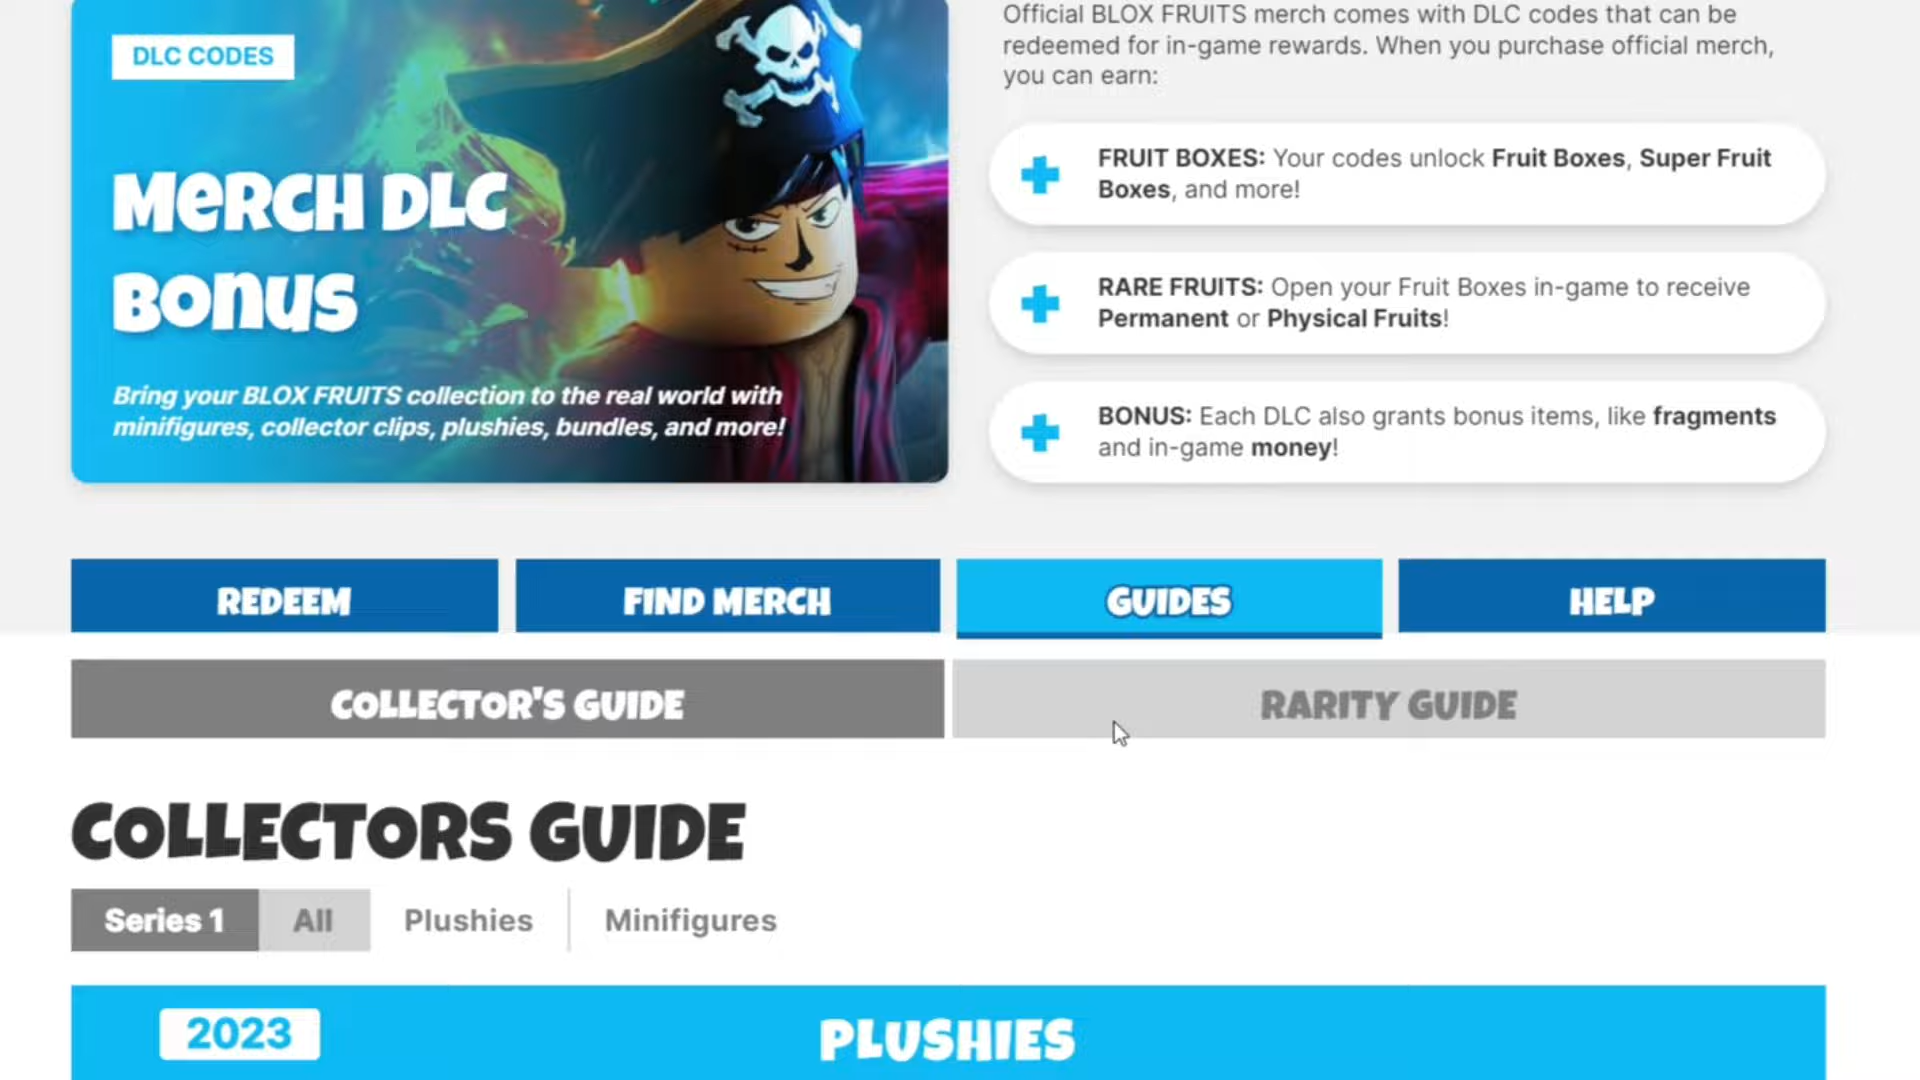 DLC CODES
MERCH DLC
BONUS
Bring your BLOX FRUITS collection to the real world with
minifigures, collector clips, plushies, bundles, and more!
Official BLOX FRUITS merch comes with DLC codes that can be
redeemed for in-game rewards. When you purchase official merch,
you can earn:
FRUIT BOXES: Your codes unlock Fruit Boxes, Super Fruit
Boxes, and more!
RARE FRUITS: Open your Fruit Boxes in-game to receive
Permanent or Physical Fruits!
BONUS: Each DLC also grants bonus items, like fragments
and in-game money!
REDEEM
FIND MERCH
GUIDES
HELP
COLLECTOR'S GUIDE
RARITY GUIDE
COLLECTORS GUIDE
Series 1
All
Plushies
Minifigures
2023
PLUSHIES